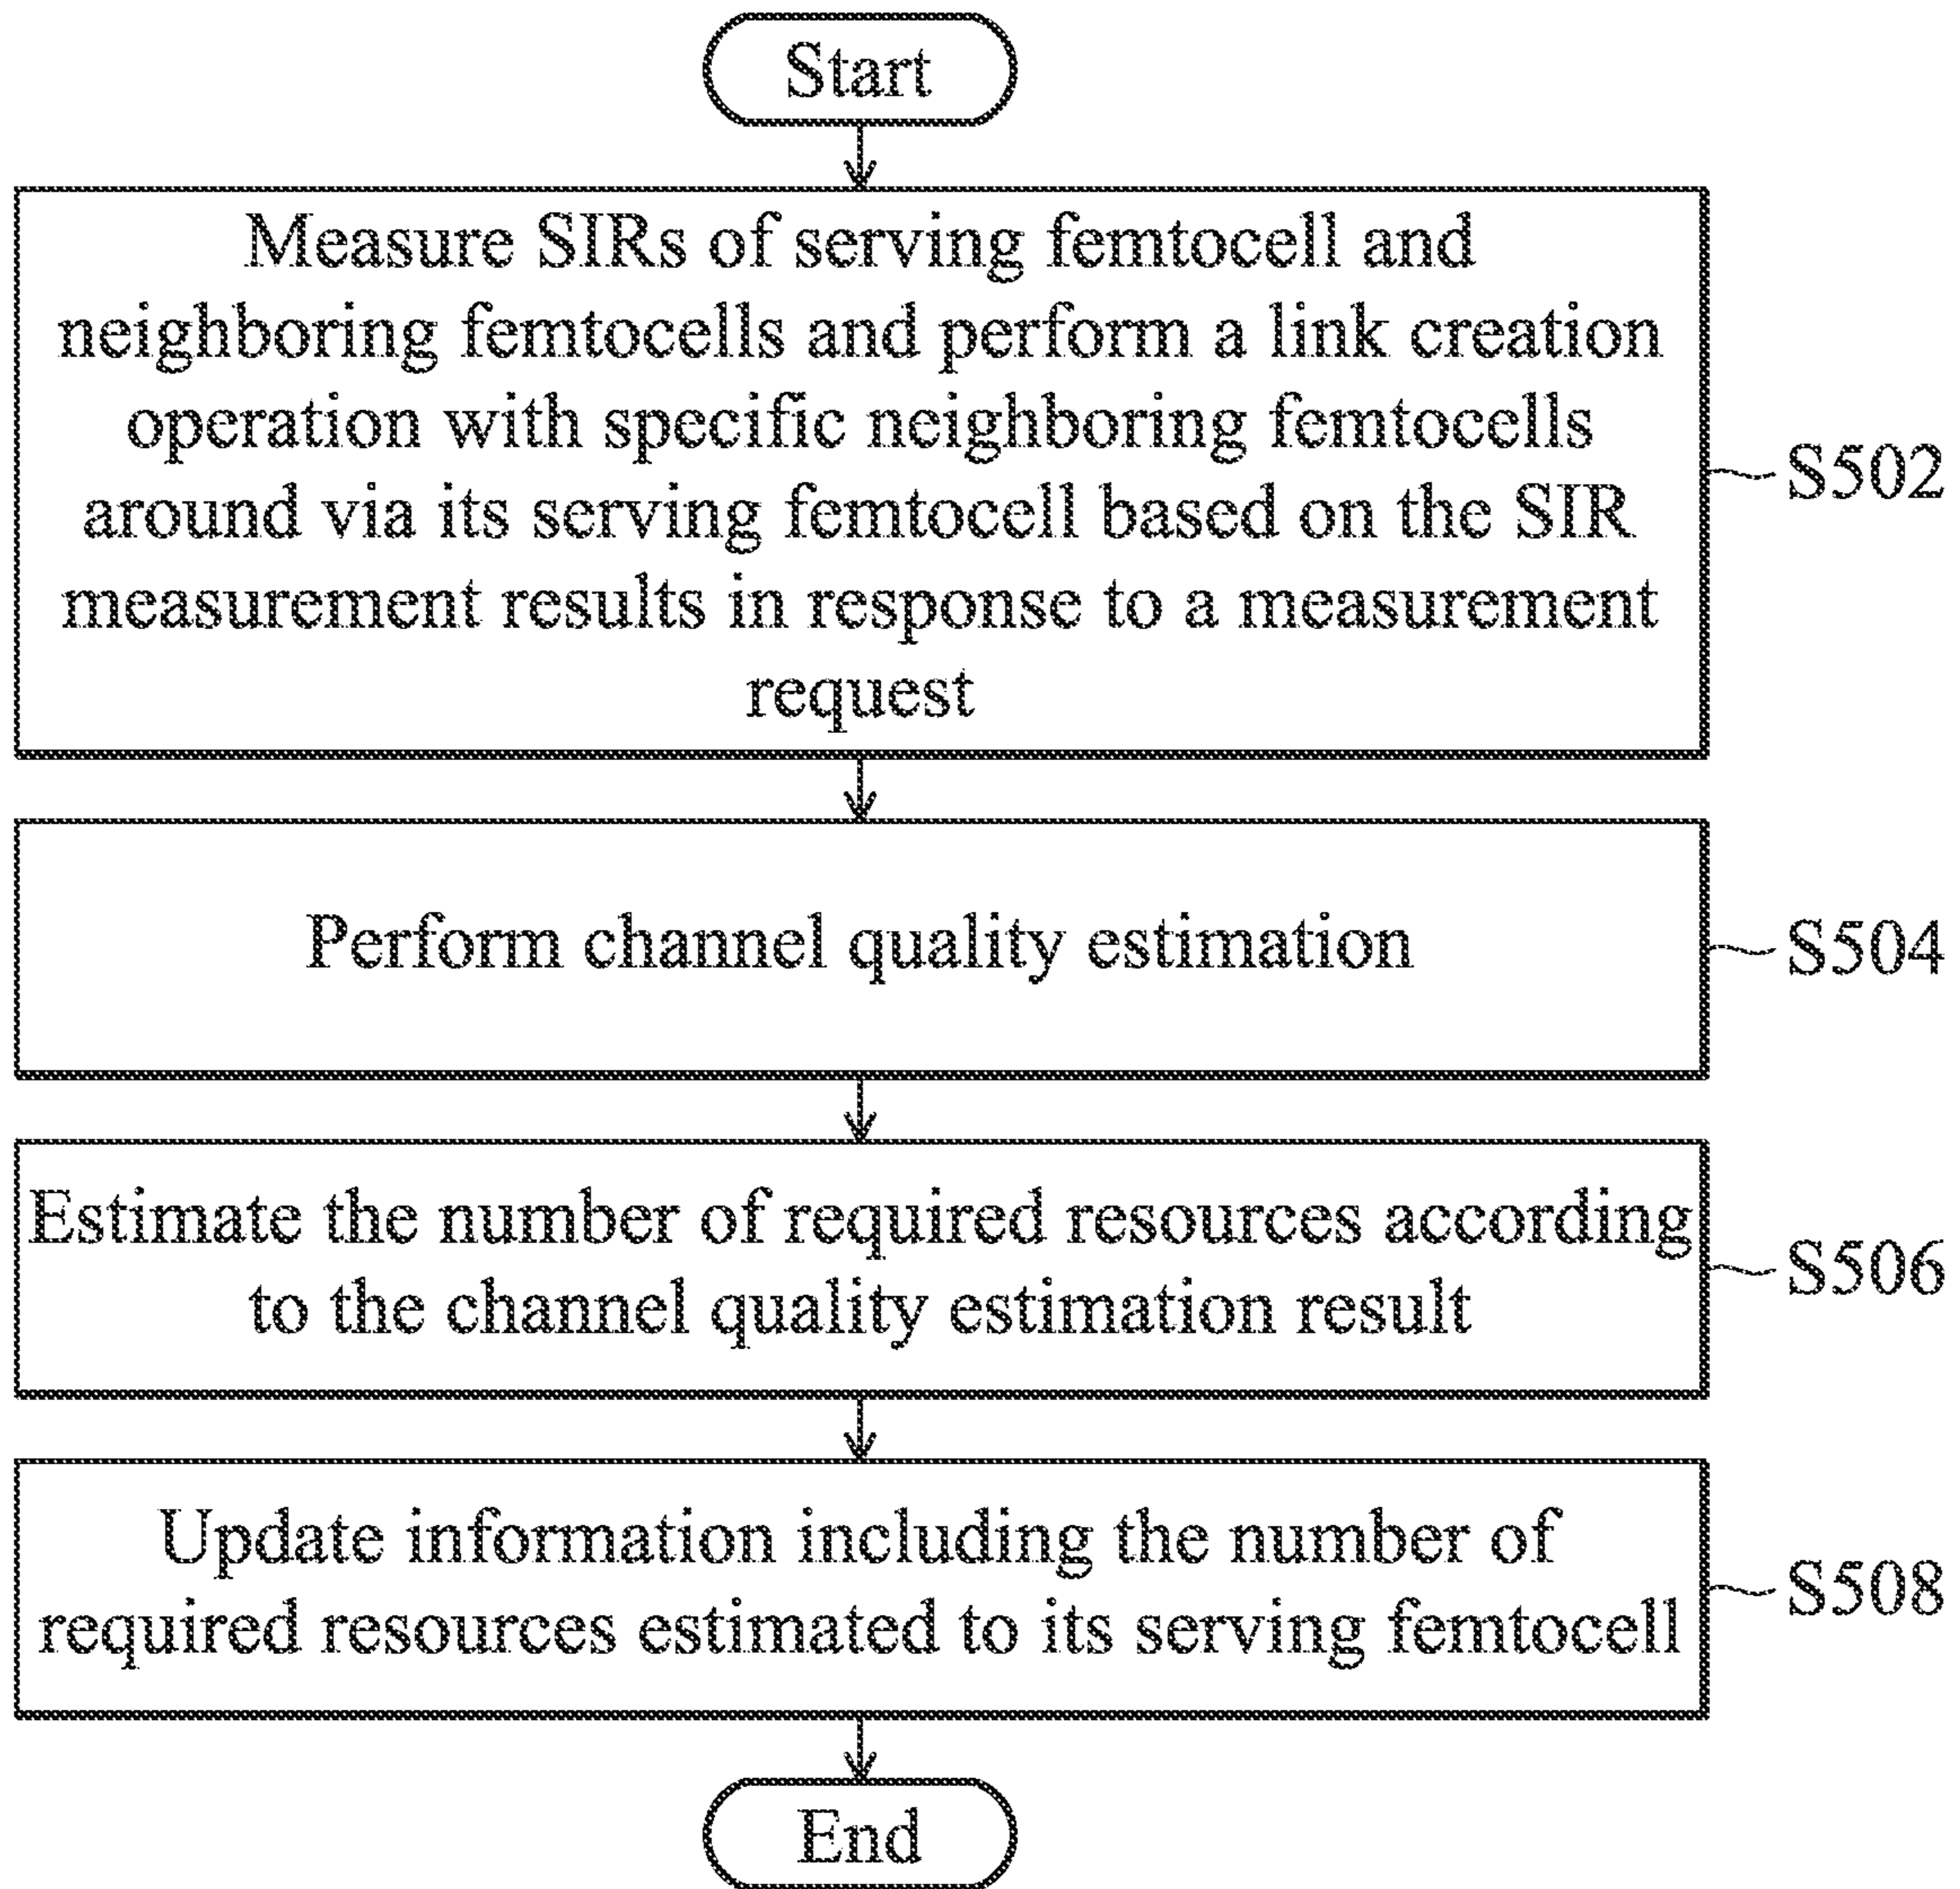 Start
Measure SIRs of serving femtocell and
neighboring femtocells and perform a link creation
operation with specific neighboring femtocells
around via its serving femtocell based on the SIR
measurement results in response to a measurement
request
S502
Perform channel quality estimation
S504
Estimate the number of required resources according
to the channel quality estimation result
S506
Update information including the number of
required resources estimated to its serving femtocell
S508
End